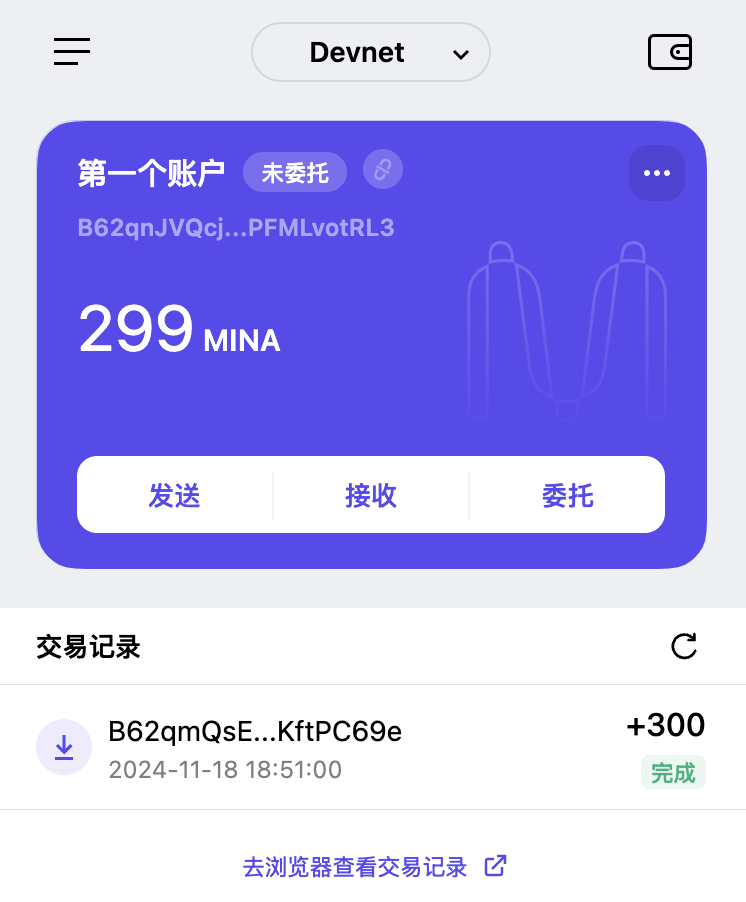 Devnet
第一个账户 未委托
B62qnJVQcj...PFMLvotRL3
299 MINA
发送 接收 委托
交易记录
B62qmQsE...KftPC69e +300
2024-11-18 18:51:00 完成
去浏览器查看交易记录